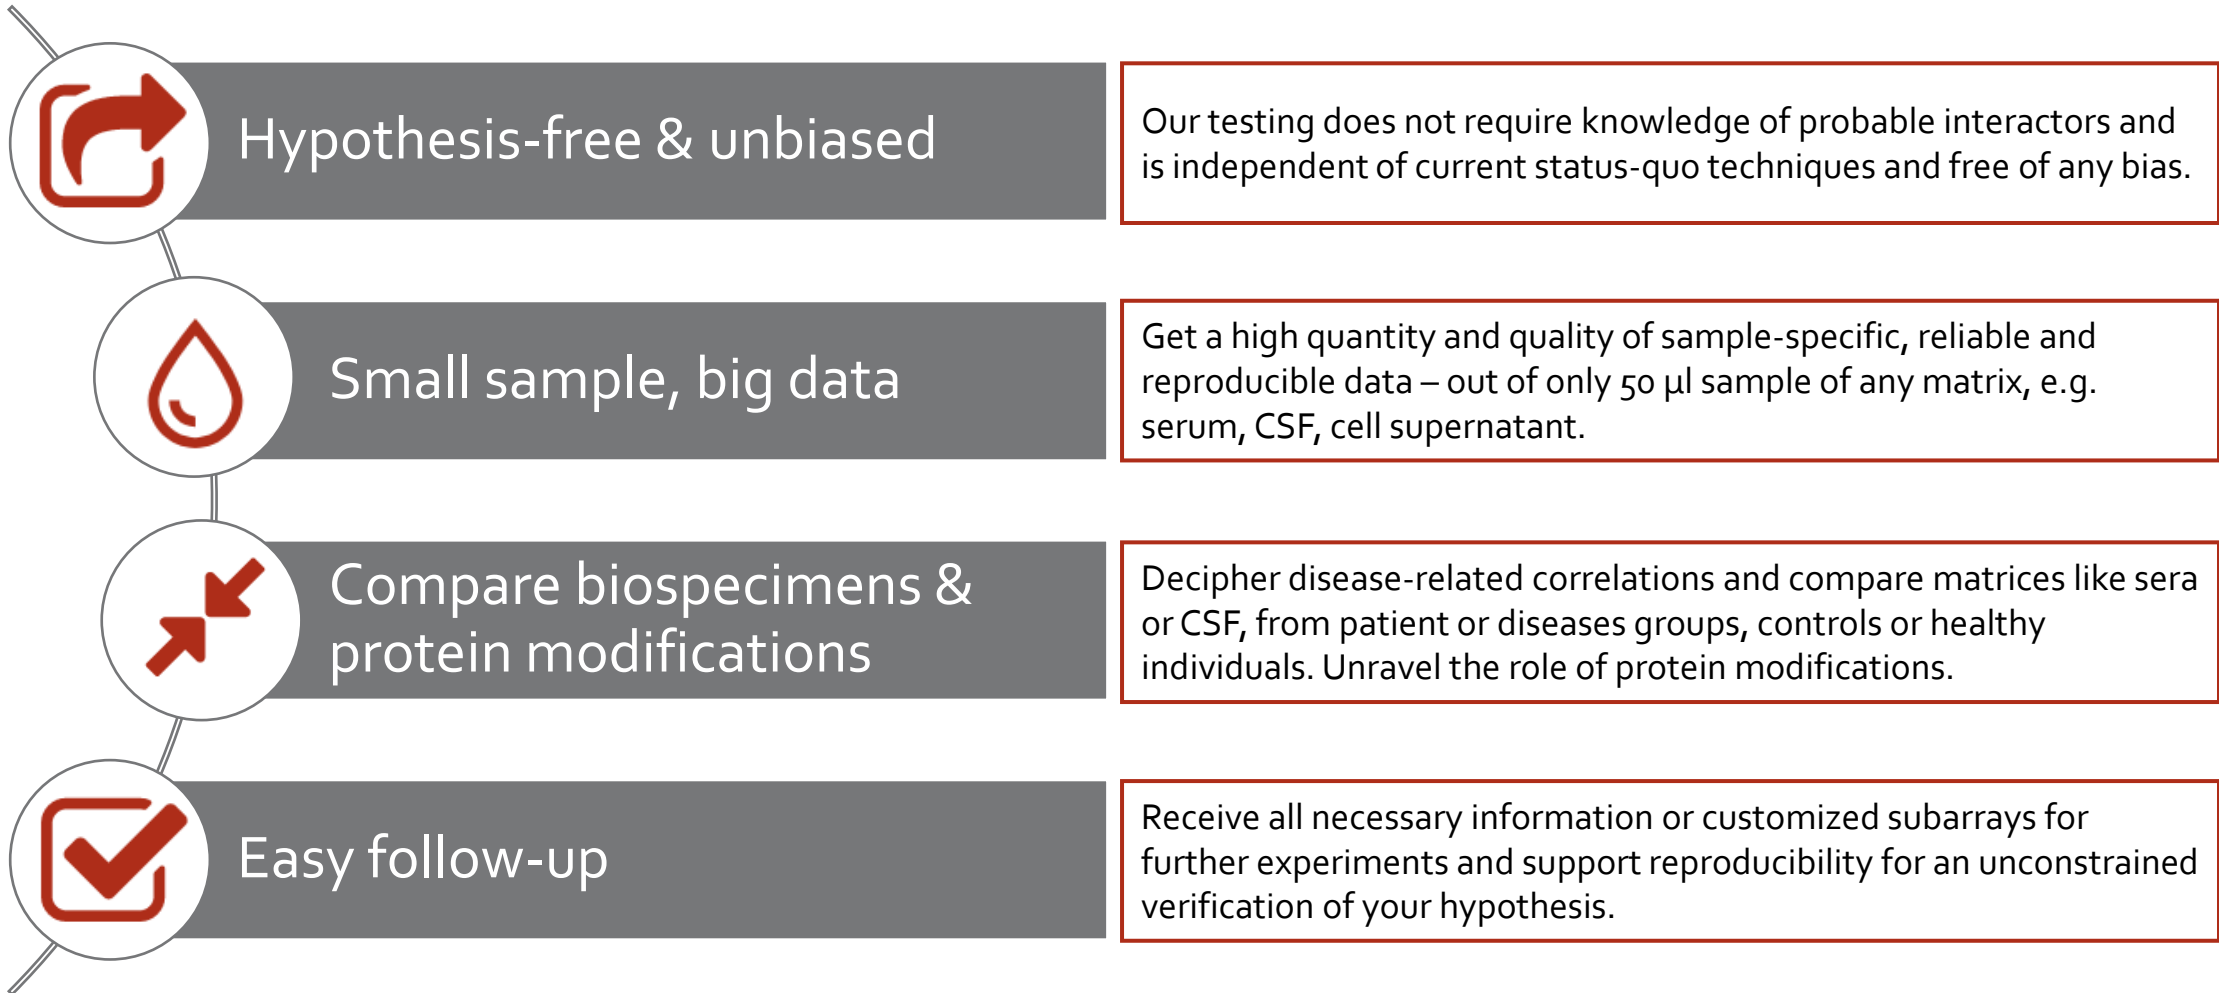 Hypothesis-free & unbiased
Our testing does not require knowledge of probable interactors and
is independent of current status-quo techniques and free of any bias.
Small sample, big data
Get a high quantity and quality of sample-specific, reliable and
reproducible data – out of only 50 µl sample of any matrix, e.g.
serum, CSF, cell supernatant.
Compare biospecimens &
protein modifications
Decipher disease-related correlations and compare matrices like sera
or CSF, from patient or diseases groups, controls or healthy
individuals. Unravel the role of protein modifications.
Easy follow-up
Receive all necessary information or customized subarrays for
further experiments and support reproducibility for an unconstrained
verification of your hypothesis.